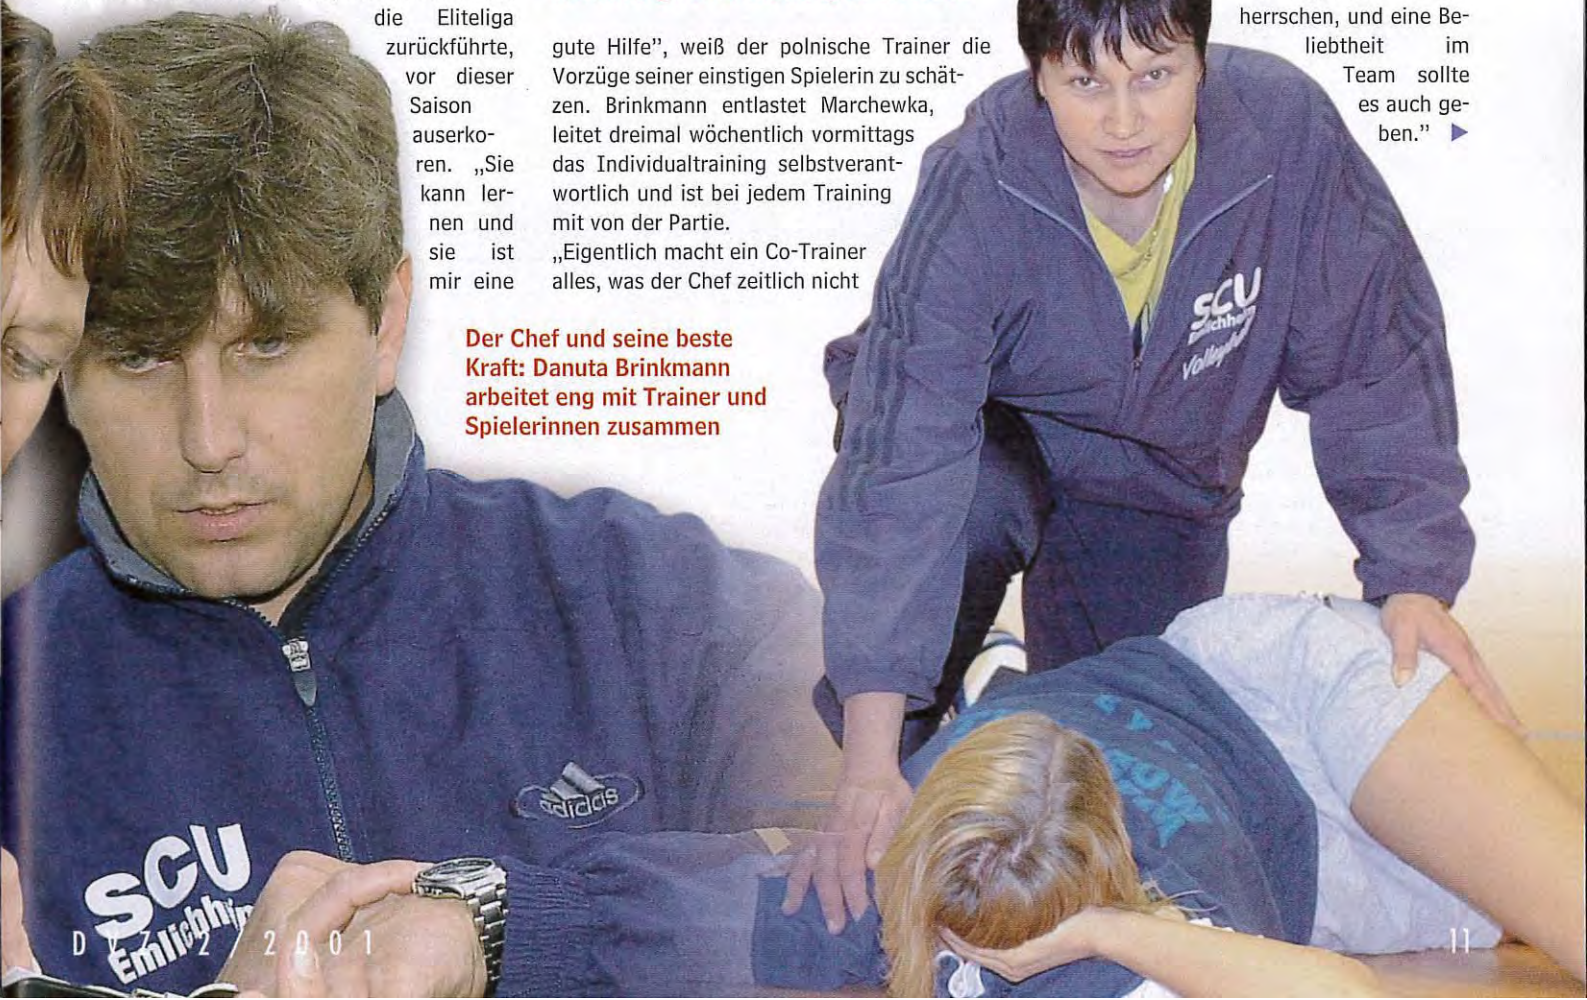 die Eliteliga
zurückführte,
vor dieser
Saison
auserko-
ren. „Sie
kann ler-
nen und
sie ist
mir eine
gute Hilfe”, weiß der polnische Trainer die
Vorzüge seiner einstigen Spielerin zu schät-
zen. Brinkmann entlastet Marchewka,
leitet dreimal wöchentlich vormittags
das Individualtraining selbstverant-
wortlich und ist bei jedem Training
mit von der Partie.
„Eigentlich macht ein Co-Trainer
alles, was der Chef zeitlich nicht
herrschen, und eine Be-
liebtheit im
Team sollte
es auch ge-
ben.”
Der Chef und seine beste
Kraft: Danuta Brinkmann
arbeitet eng mit Trainer und
Spielerinnen zusammen
SCU
Volleyball
adidas
SCU
Emlichheim
DVZ 2/2001
11